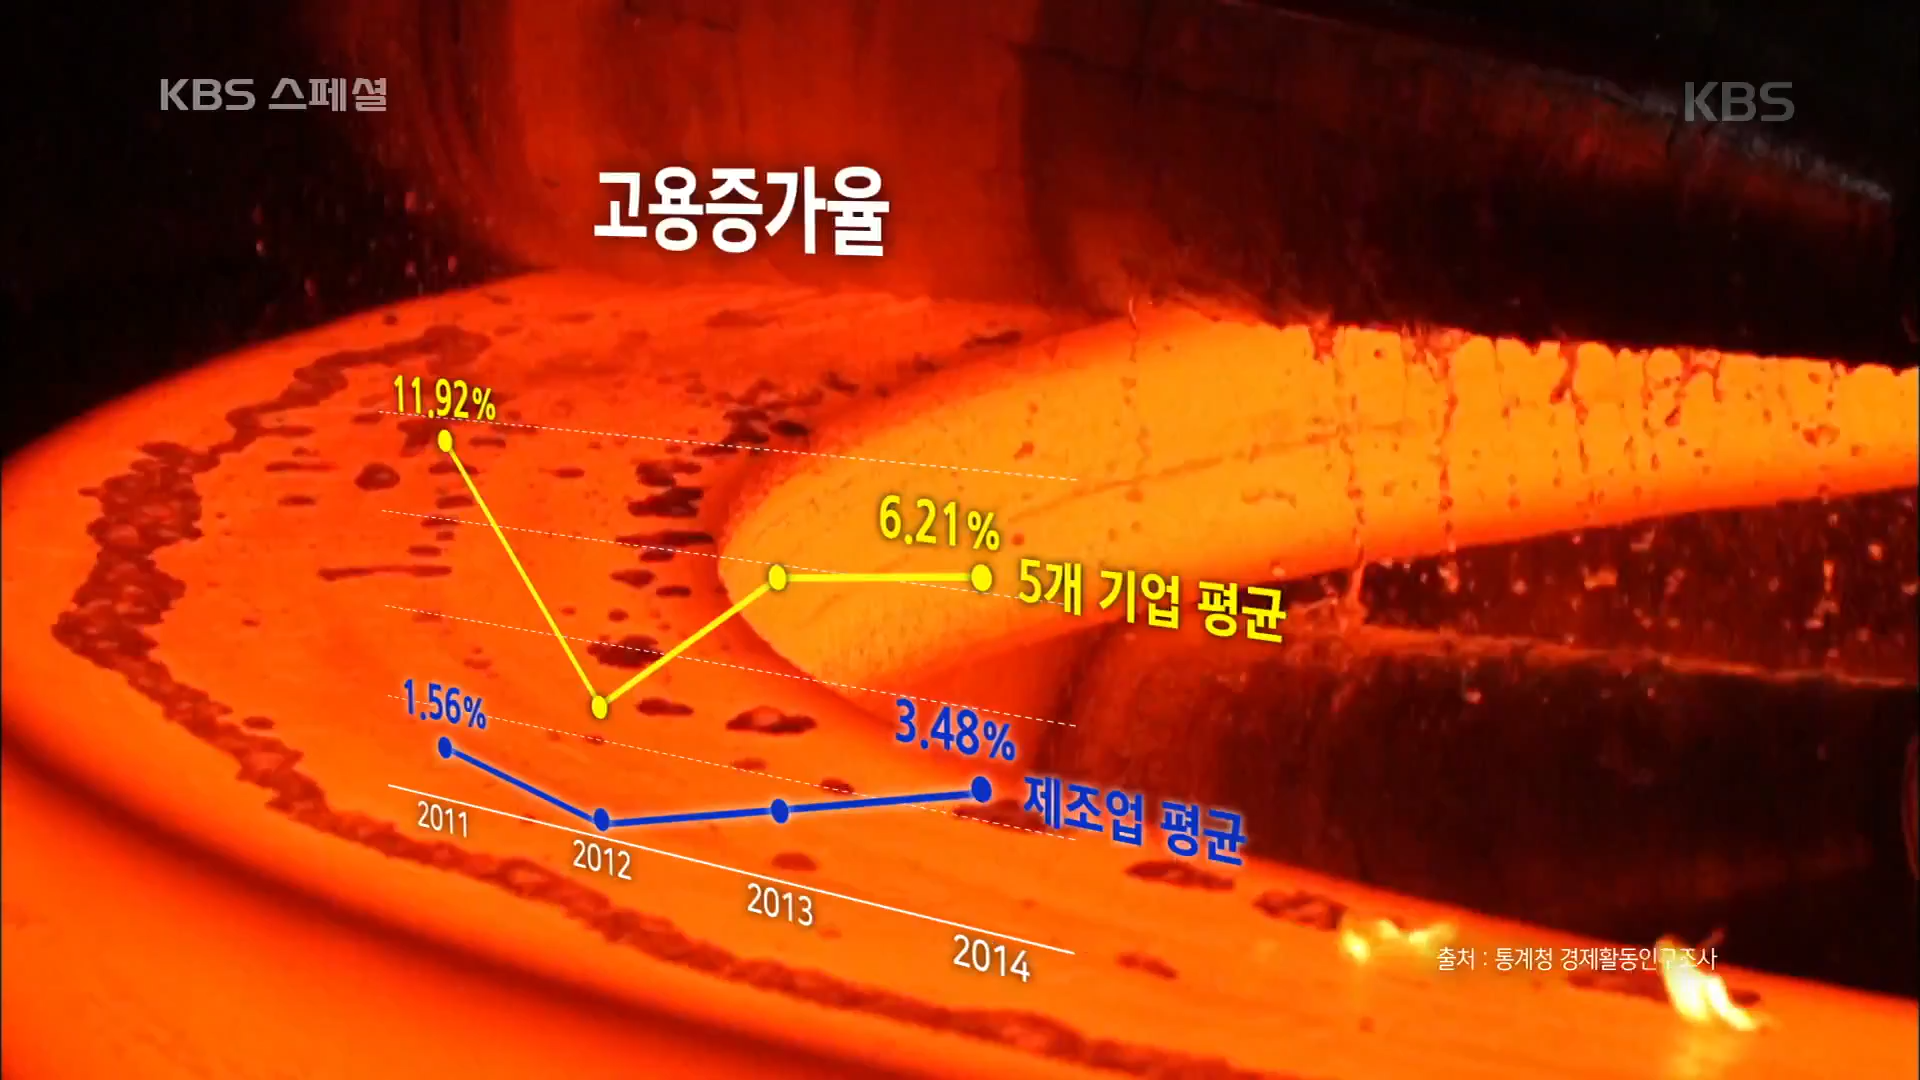 KBS 스페셜
KBS
고용증가율
11.92%
6.21%
5개 기업 평균
1.56%
3.48%
제조업 평균
2011
2012
2013
2014
출처 : 통계청 경제활동인구조사